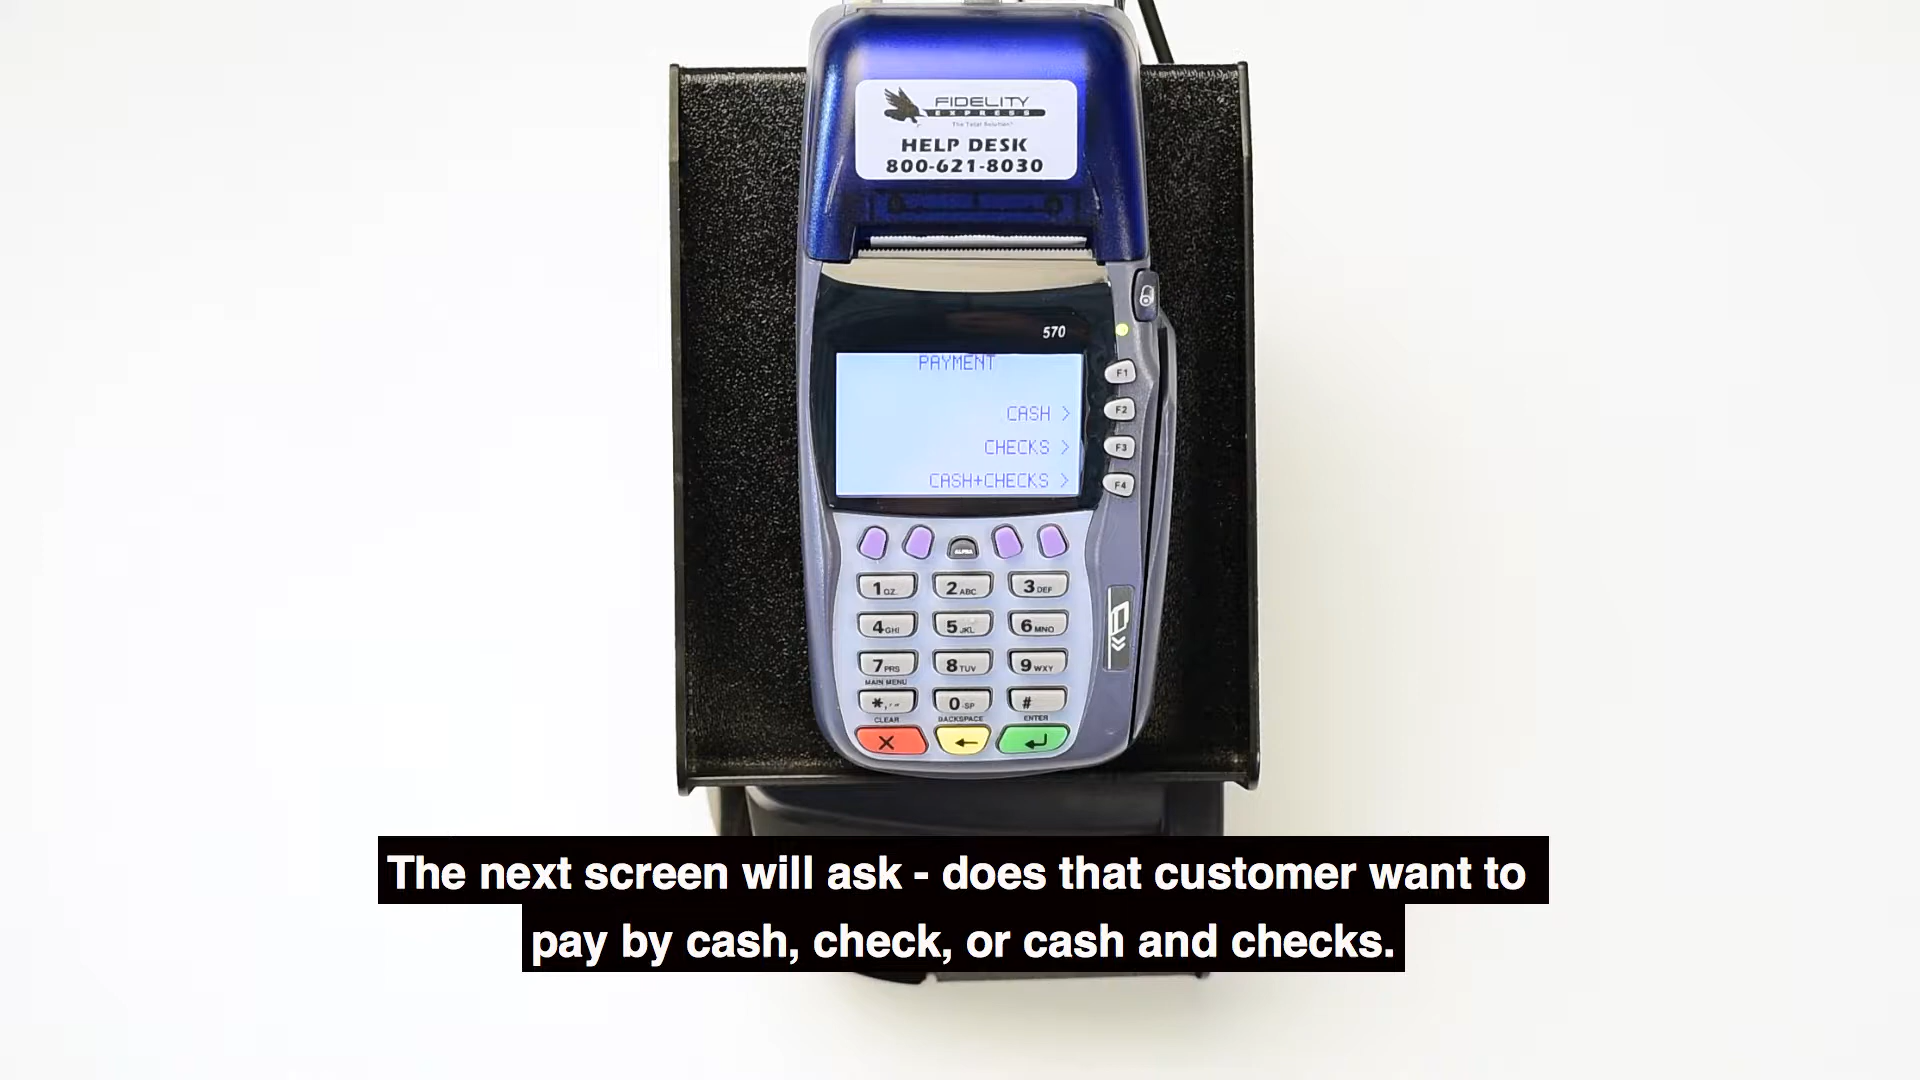 FIDELITY
EXPRESS
The Total Solution
HELP DESK
800-621-8030
570
PAYMENT
F1
CASH > F2
CHECKS > F3
CASH+CHECKS > F4
ALPHA
1 QZ. 2 ABC 3 DEF
4 GHI 5 JKL 6 MNO
7 PRS 8 TUV 9 WXY
MAIN MENU
*,. 0 -SP #
CLEAR BACKSPACE ENTER
The next screen will ask - does that customer want to
pay by cash, check, or cash and checks.